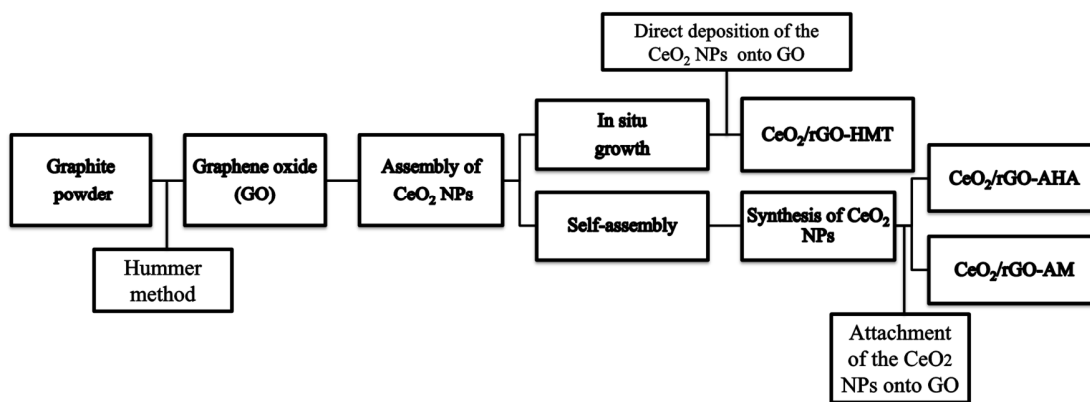 Direct deposition of the
CeO₂ NPs onto GO
In situ
growth
CeO₂/rGO-HMT
Graphite
powder
Graphene oxide
(GO)
Assembly of
CeO₂ NPs
CeO₂/rGO-AHA
Self-assembly
Synthesis of CeO₂
NPs
CeO₂/rGO-AM
Hummer
method
Attachment
of the CeO2
NPs onto GO